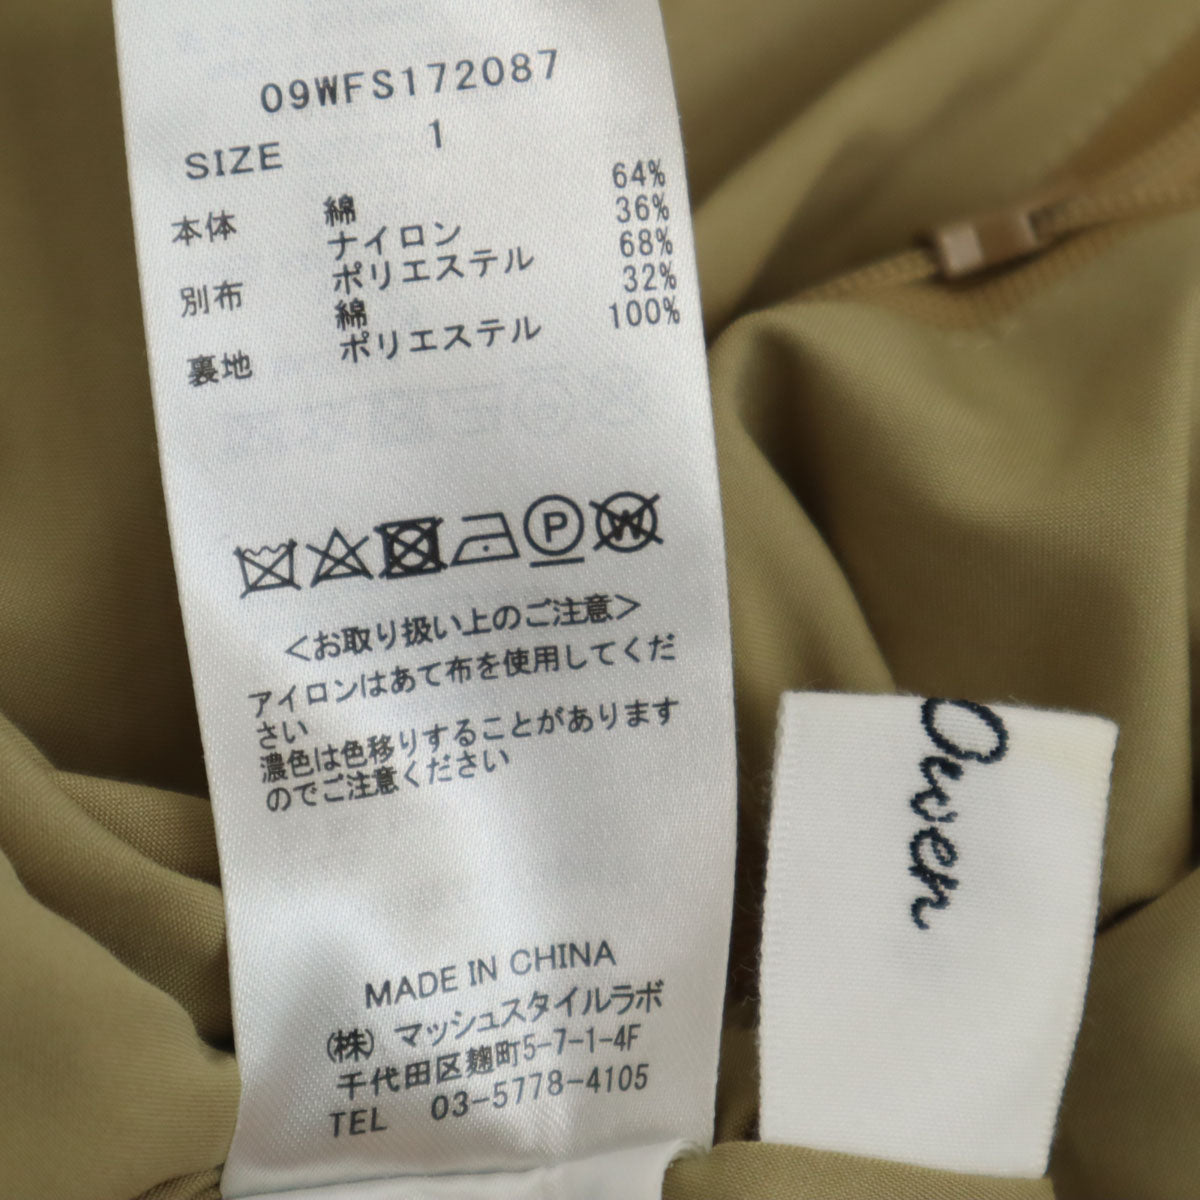 09WFS172087
SIZE 1
本体 綿 64%
ナイロン 36%
別布 ポリエステル 68%
綿 32%
裏地 ポリエステル 100%
P
W
<お取り扱い上のご注意>
アイロンはあて布を使用してくだ
さい
濃色は色移りすることがあります
のでご注意ください
MADE IN CHINA
(株) マッシュスタイルラボ
千代田区麹町5-7-1-4F
TEL 03-5778-4105
Owen